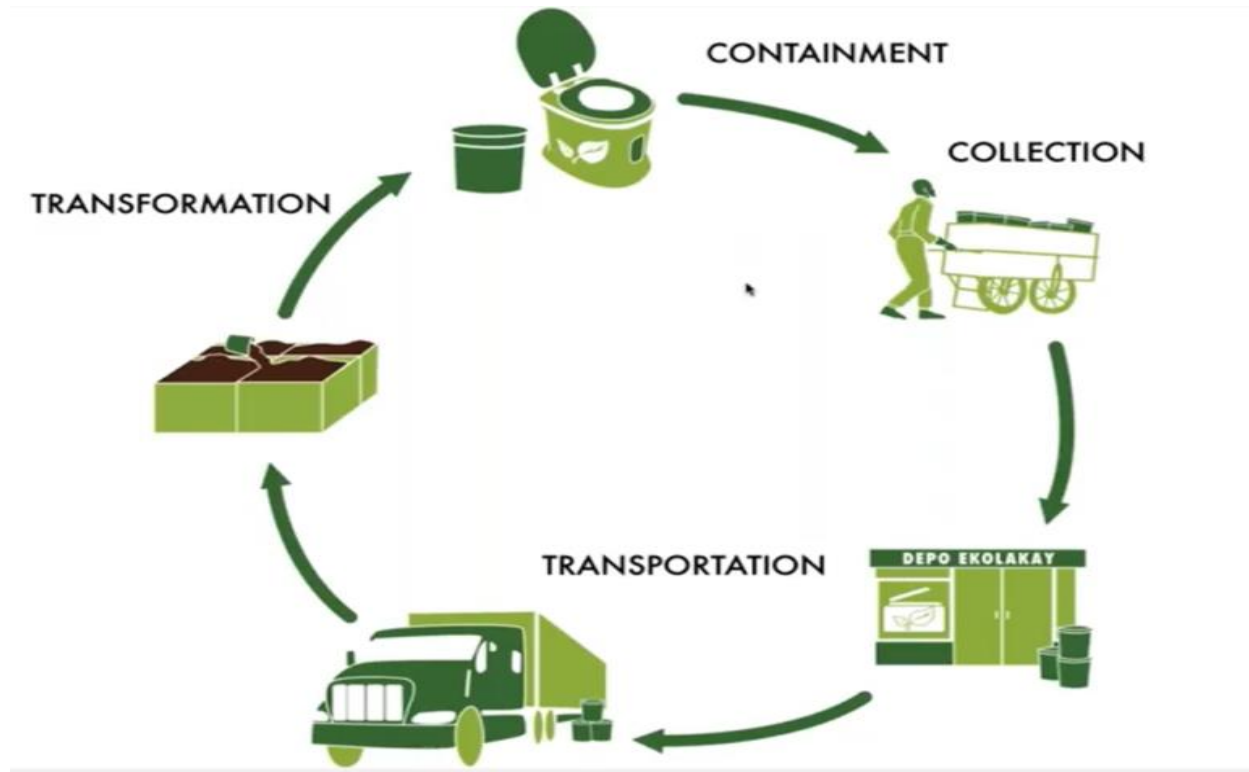 CONTAINMENT
COLLECTION
TRANSFORMATION
TRANSPORTATION
DEPO EKOLAKAY